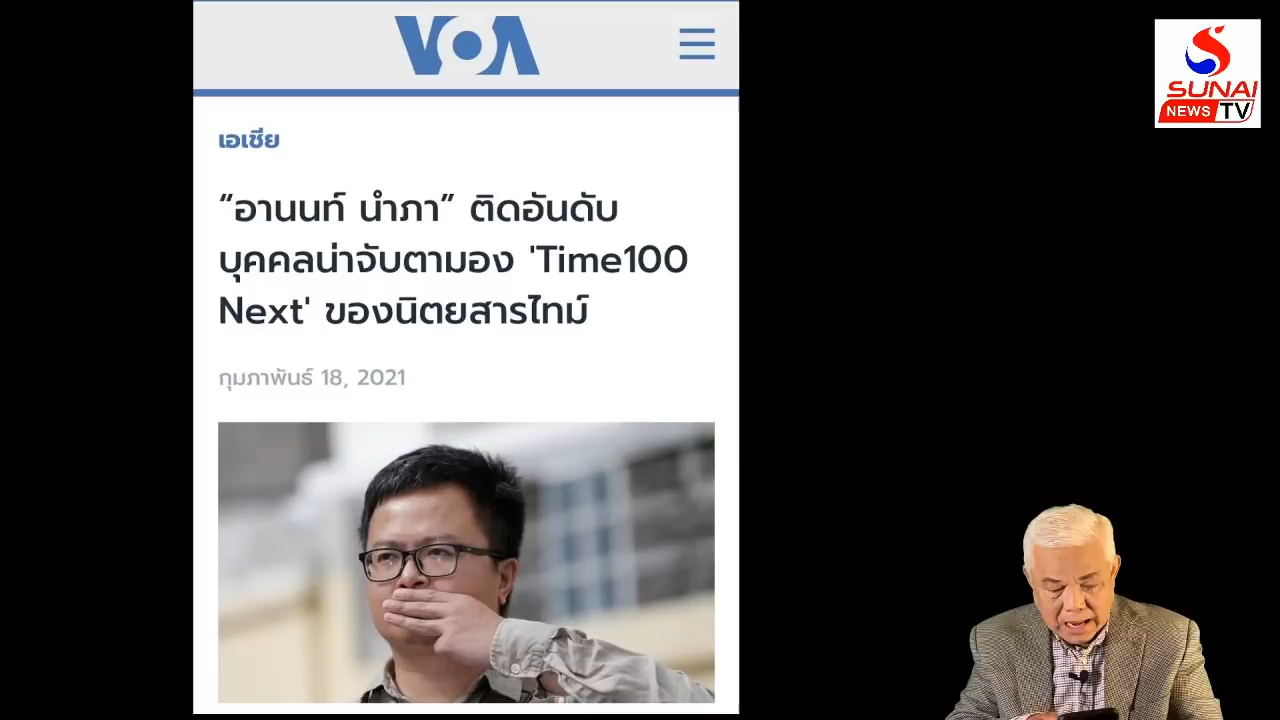 VOA
SUNAI
NEWS TV
เอเชีย
“อานนท์ นำภา” ติดอันดับ
บุคคลน่าจับตามอง 'Time100
Next' ของนิตยสารไทม์
กุมภาพันธ์ 18, 2021